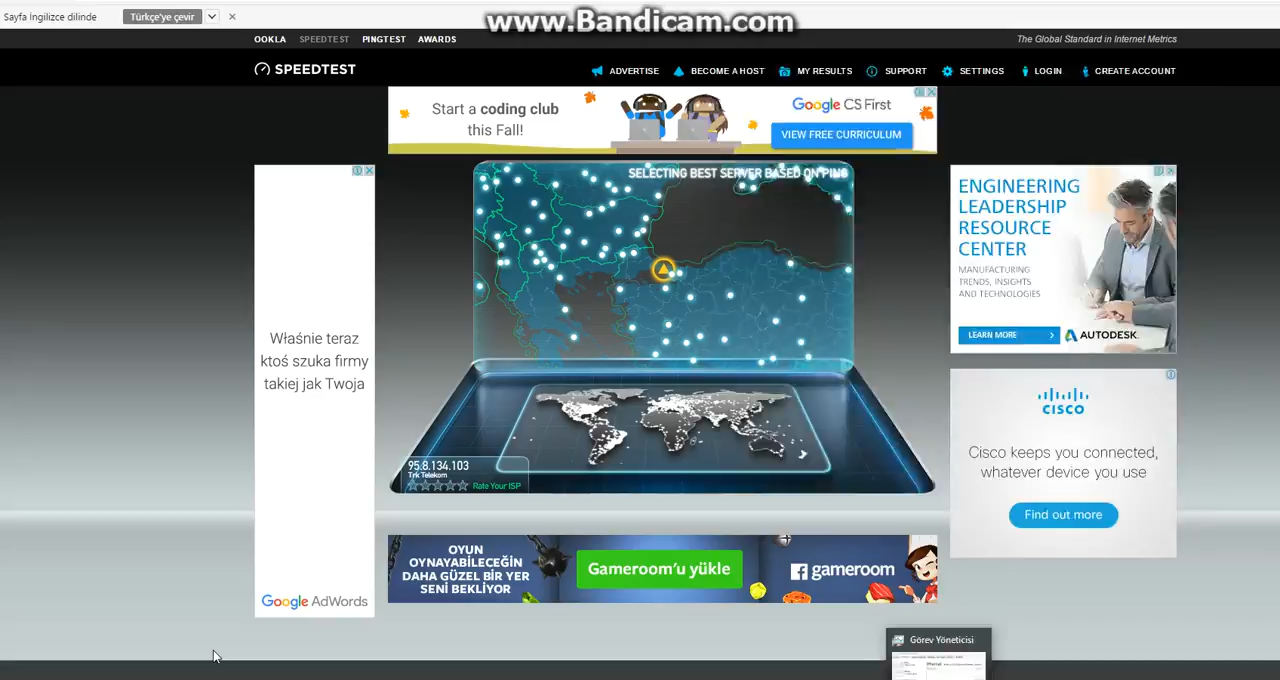 www.Bandicam.com
Sayfa İngilizce dilinde
Türkçe'ye çevir
OOKLA SPEEDTEST PINGTEST AWARDS
The Global Standard in Internet Metrics
SPEEDTEST
ADVERTISE BECOME A HOST MY RESULTS SUPPORT SETTINGS LOGIN CREATE ACCOUNT
Start a coding club
this Fall!
Google CS First
VIEW FREE CURRICULUM
SELECTING BEST SERVER BASED ON PING
Właśnie teraz
ktoś szuka firmy
takiej jak Twoja
Google AdWords
ENGINEERING
LEADERSHIP
RESOURCE
CENTER
MANUFACTURING
TRENDS, INSIGHTS
AND TECHNOLOGIES
LEARN MORE
AUTODESK.
CISCO
Cisco keeps you connected,
whatever device you use
Find out more
95.8.134.103
Trk Telekom
Rate Your ISP
OYUN
OYNAYABİLECEĞİN
DAHA GÜZEL BİR YER
SENİ BEKLİYOR
Gameroom'u yükle
gameroom
Görev Yöneticisi